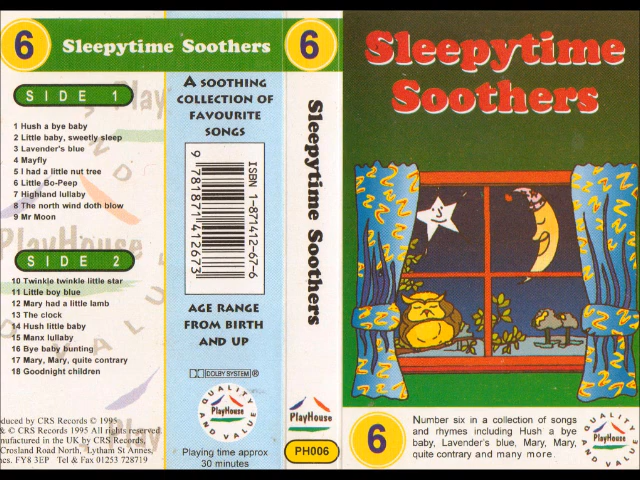 6
Sleepytime Soothers
SIDE 1
1 Hush a bye baby
2 Little baby, sweetly sleep
3 Lavender's blue
4 Mayfly
5 I had a little nut tree
6 Little Bo-Peep
7 Highland lullaby
8 The north wind doth blow
9 Mr Moon
SIDE 2
10 Twinkle twinkle little star
11 Little boy blue
12 Mary had a little lamb
13 The clock
14 Hush little baby
15 Manx lullaby
16 Bye baby bunting
17 Mary, Mary, quite contrary
18 Goodnight children
duced by CRS Records © 1995
& © CRS Records 1995 All rights reserved.
nufactured in the UK by CRS Records,
Crosland Road North, Lytham St Annes,
ncs. FY8 3EP Tel & Fax 01253 728719
PlayHouse
A SOOTHING
COLLECTION OF
FAVOURITE
SONGS
ISBN 1-871412-67-6
9 781871 412673
AGE RANGE
FROM BIRTH
AND UP
DOLBY SYSTEM ®
QUALITY AND VALUE
PlayHouse
Playing time approx
30 minutes
6
Sleepytime Soothers
PlayHouse
PH006
Sleepytime
Soothers
6
Number six in a collection of songs
and rhymes including Hush a bye
baby, Lavender's blue, Mary, Mary,
quite contrary and many more.
QUALITY AND VALUE
PlayHouse